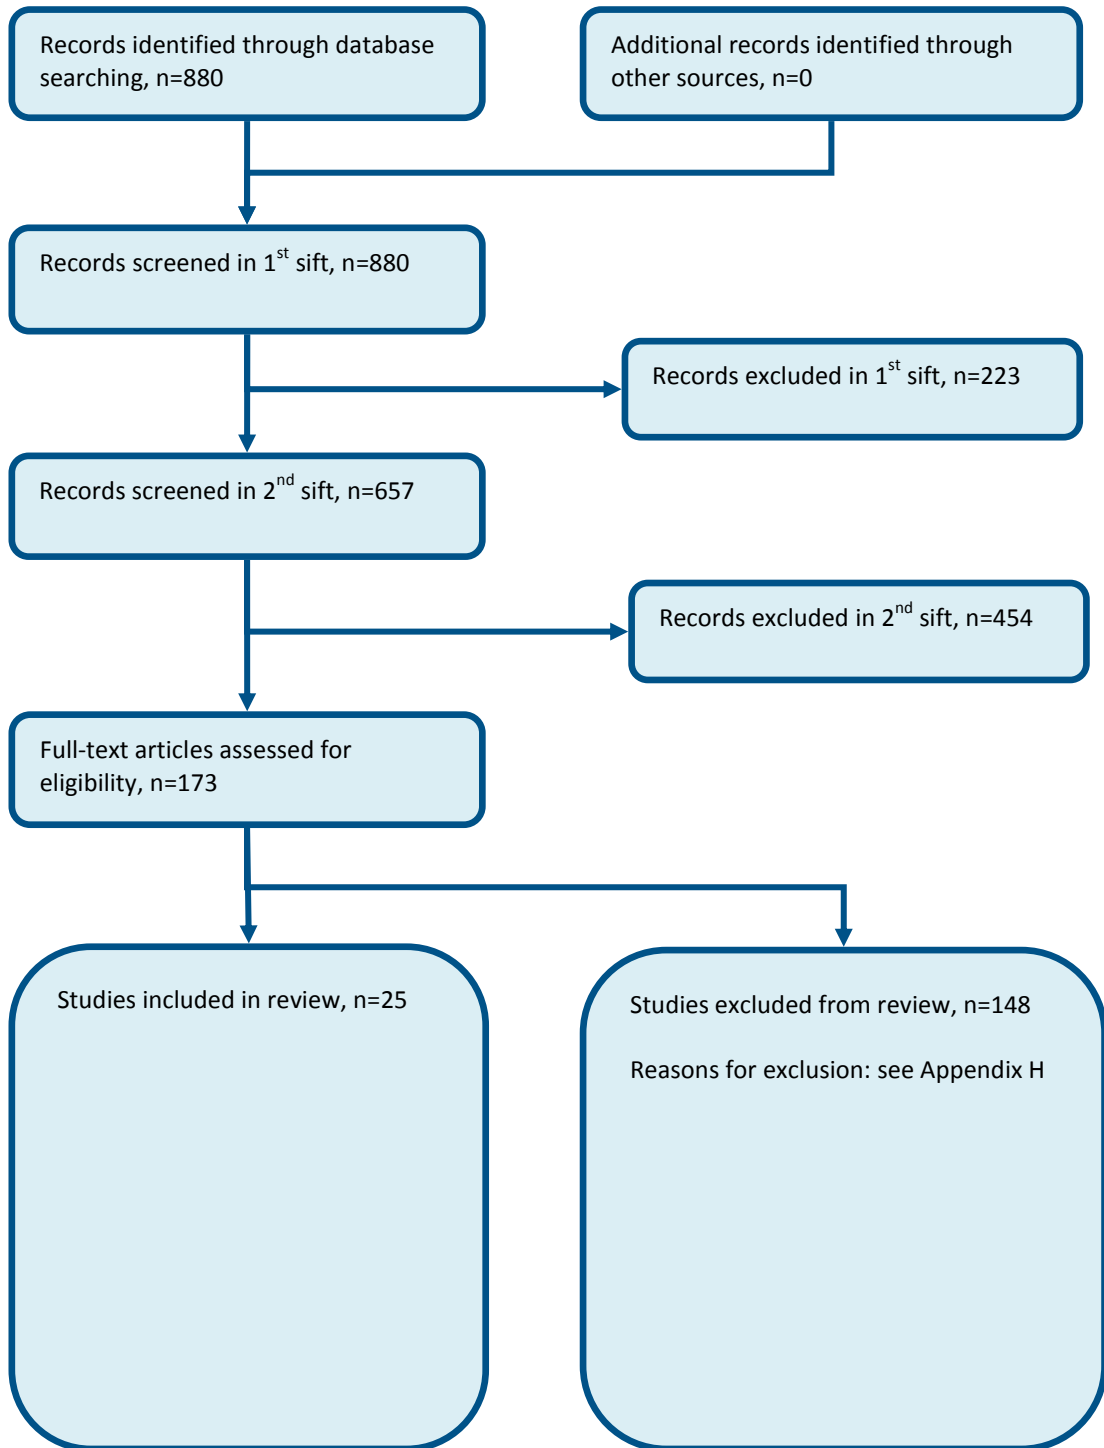 Records identified through database
searching, n=880
Additional records identified through
other sources, n=0
Records screened in 1st sift, n=880
Records excluded in 1st sift, n=223
Records screened in 2nd sift, n=657
Records excluded in 2nd sift, n=454
Full-text articles assessed for
eligibility, n=173
Studies included in review, n=25
Studies excluded from review, n=148
Reasons for exclusion: see Appendix H